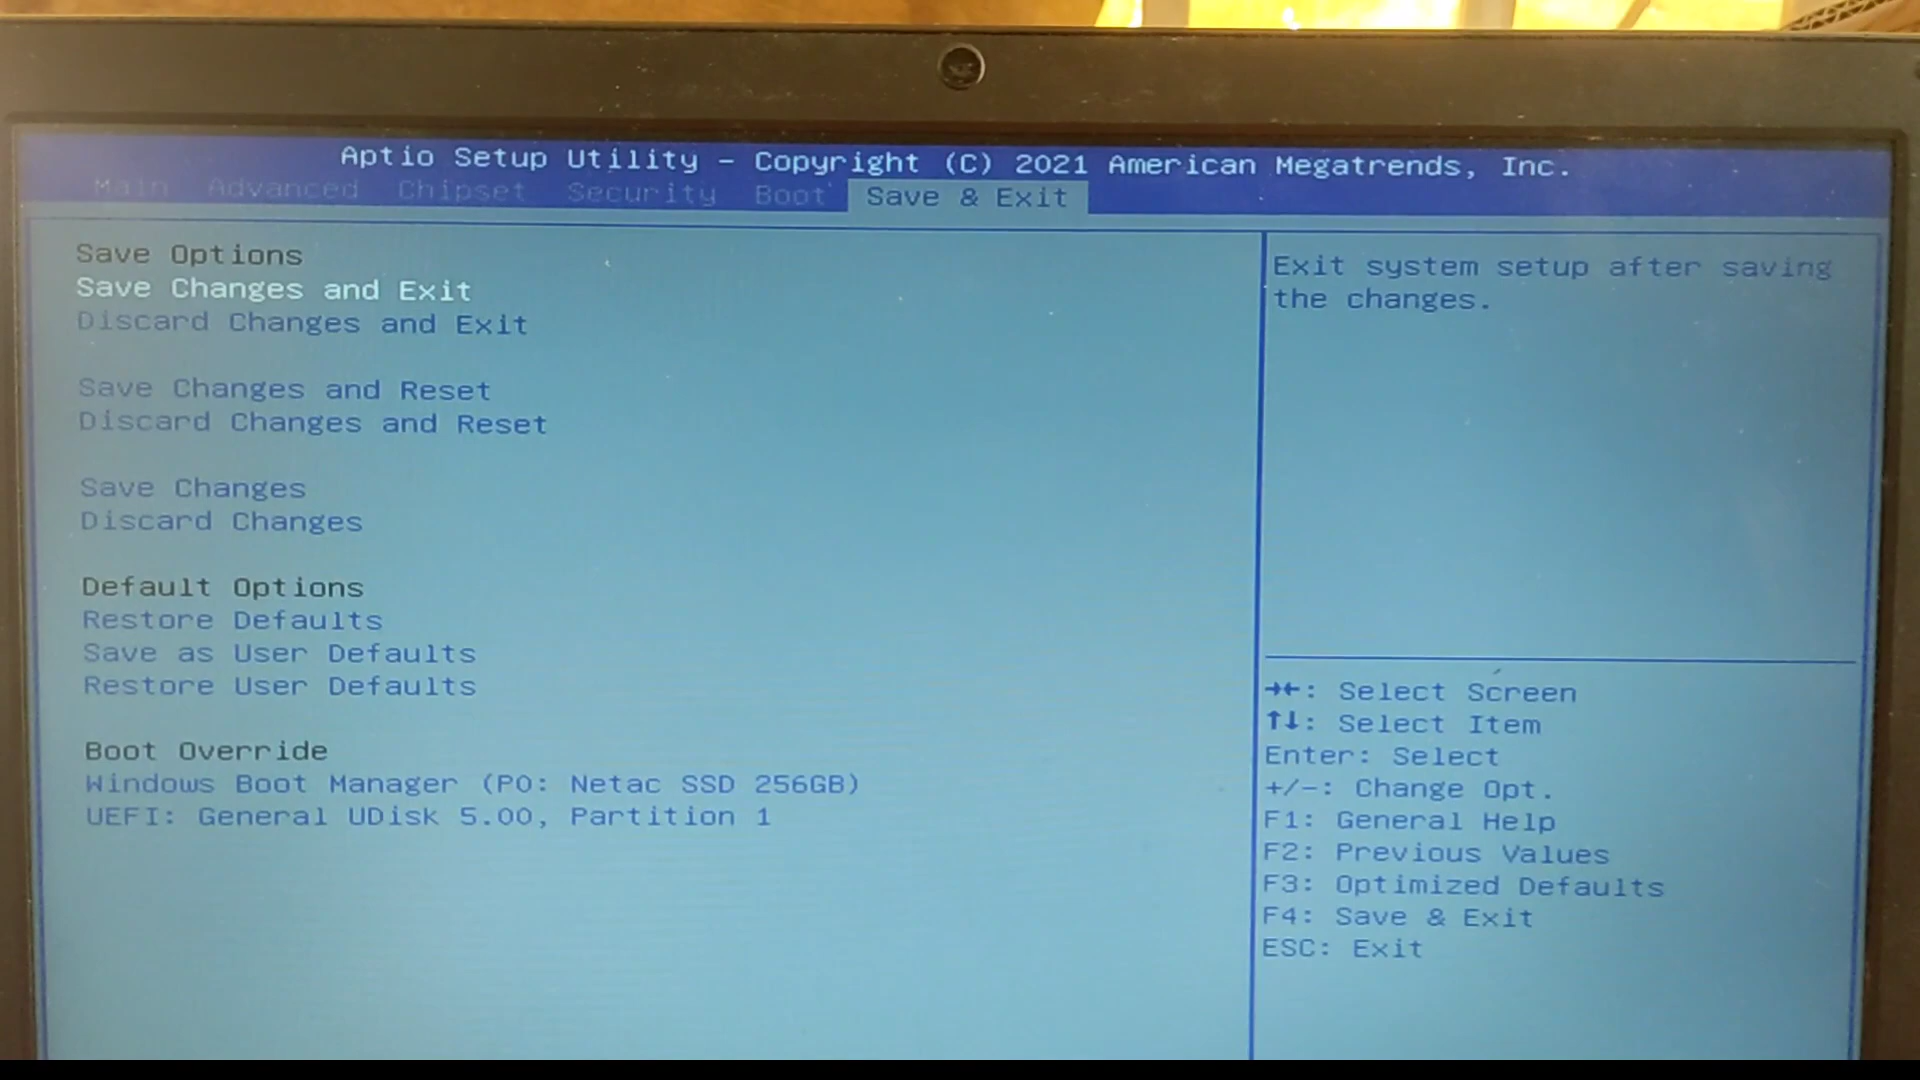 Aptio Setup Utility – Copyright (C) 2021 American Megatrends, Inc.
Main Advanced Chipset Security Boot Save & Exit
Save Options
Save Changes and Exit
Discard Changes and Exit
Save Changes and Reset
Discard Changes and Reset
Save Changes
Discard Changes
Default Options
Restore Defaults
Save as User Defaults
Restore User Defaults
Boot Override
Windows Boot Manager (P0: Netac SSD 256GB)
UEFI: General UDisk 5.00, Partition 1
Exit system setup after saving
the changes.
→←: Select Screen
↑↓: Select Item
Enter: Select
+/-: Change Opt.
F1: General Help
F2: Previous Values
F3: Optimized Defaults
F4: Save & Exit
ESC: Exit